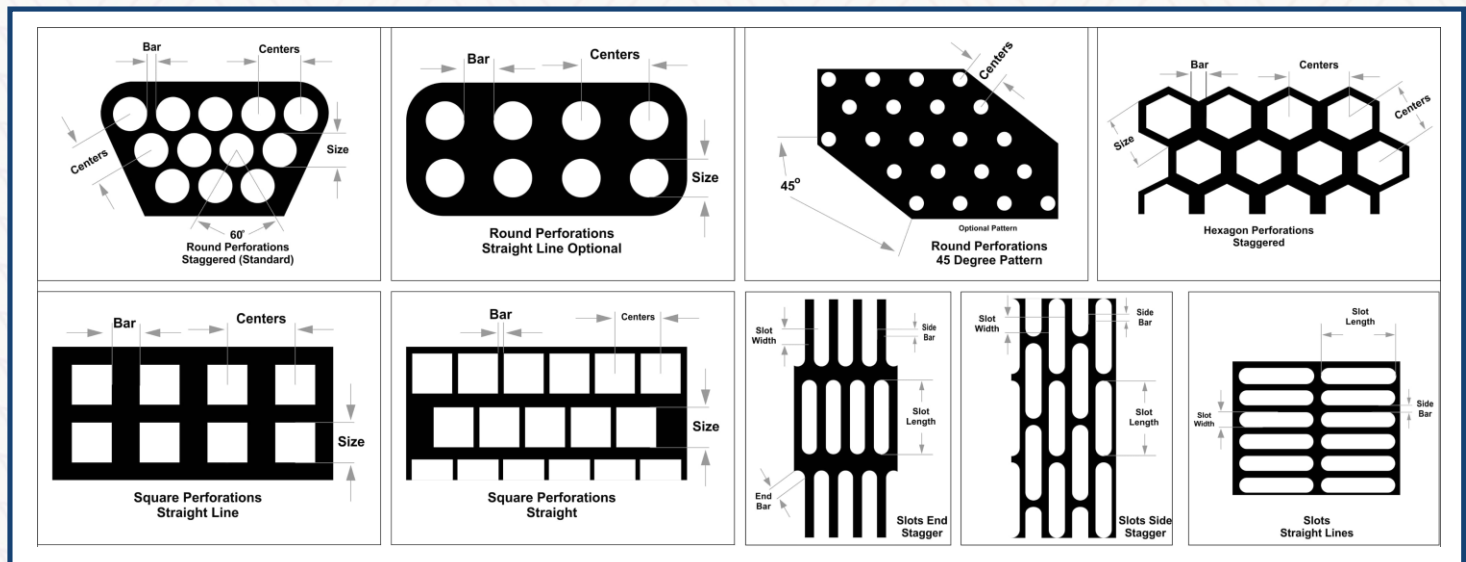 Bar
Centers
Centers
Size
60°
Round Perforations
Staggered (Standard)
Bar
Centers
Size
Round Perforations
Straight Line Optional
Centers
45°
Optional Pattern
Round Perforations
45 Degree Pattern
Bar
Centers
Centers
Size
Hexagon Perforations
Staggered
Bar
Centers
Size
Square Perforations
Straight Line
Bar
Centers
Size
Square Perforations
Straight
Slot
Width
Side
Bar
Slot
Length
End
Bar
Slots End
Stagger
Slot
Width
Side
Bar
Slot
Length
Slots Side
Stagger
Slot
Length
Side
Bar
Slot
Width
Slots
Straight Lines